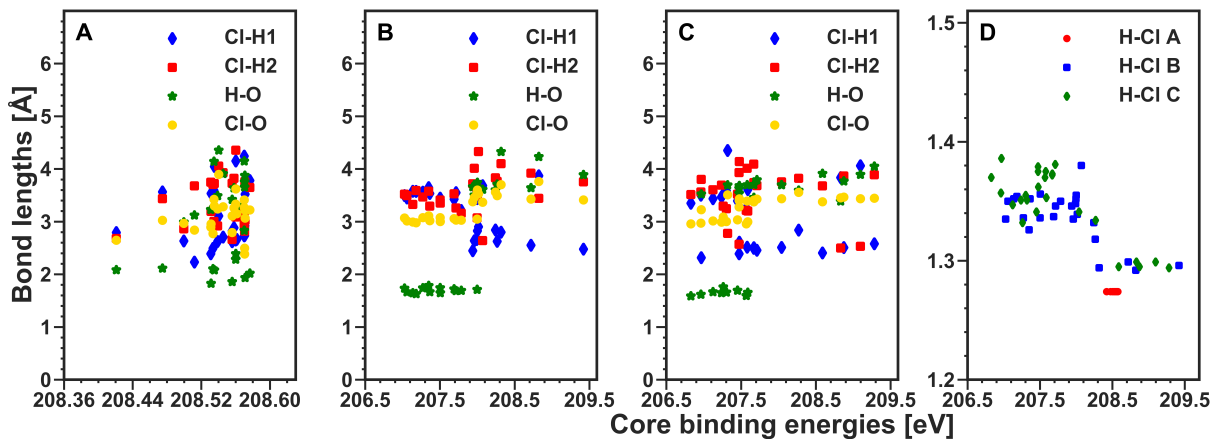 Bond lengths [Å]
A
Cl-H1
Cl-H2
H-O
Cl-O
0
1
2
3
4
5
6
208.36 208.44 208.52 208.60
B
Cl-H1
Cl-H2
H-O
Cl-O
0
1
2
3
4
5
6
206.5 207.5 208.5 209.5
C
Cl-H1
Cl-H2
H-O
Cl-O
0
1
2
3
4
5
6
206.5 207.5 208.5 209.5
D
H-Cl A
H-Cl B
H-Cl C
1.2
1.3
1.4
1.5
206.5 207.5 208.5 209.5
Core binding energies [eV]